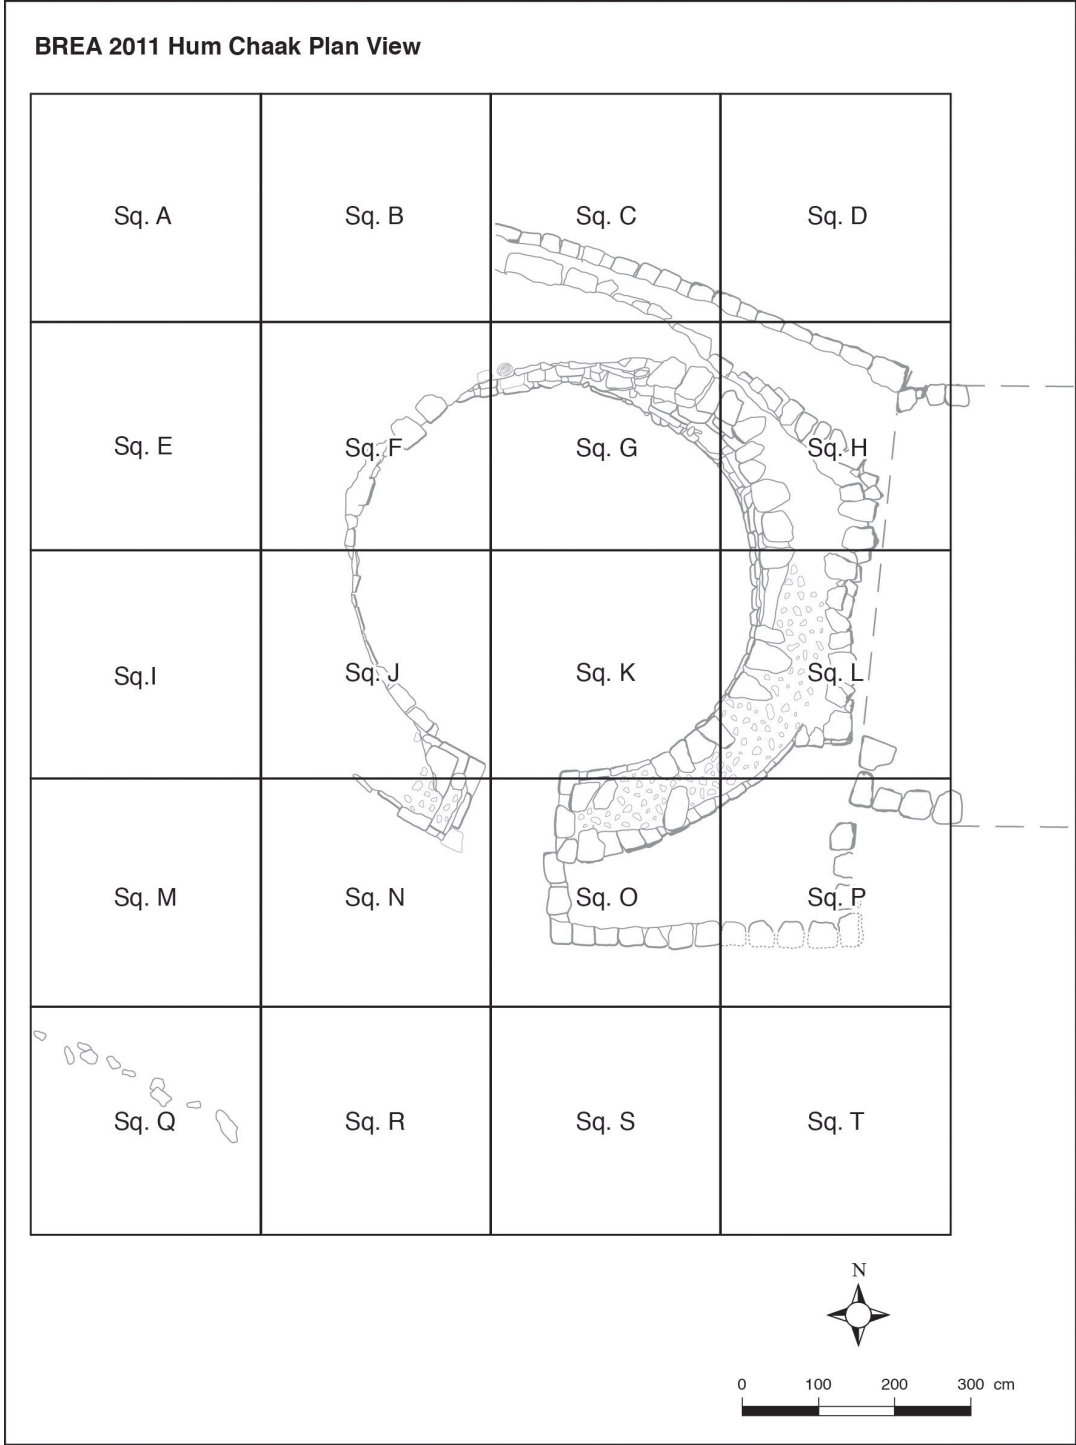 BREA 2011 Hum Chaak Plan View
Sq. A Sq. B Sq. C Sq. D
Sq. E Sq. F Sq. G Sq. H
Sq. I Sq. J Sq. K Sq. L
Sq. M Sq. N Sq. O Sq. P
Sq. Q Sq. R Sq. S Sq. T
N
0 100 200 300 cm